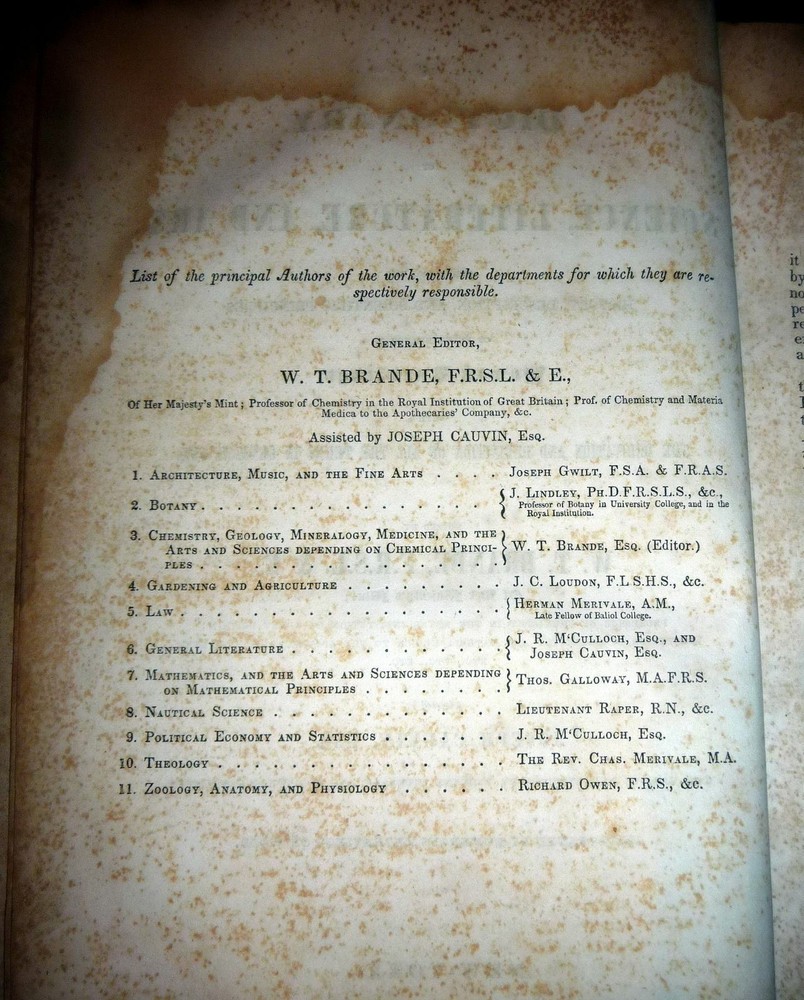 List of the principal Authors of the work, with the departments for which they are re-
spectively responsible.
General Editor,
W. T. BRANDE, F.R.S.L. & E.,
Of Her Majesty's Mint; Professor of Chemistry in the Royal Institution of Great Britain; Prof. of Chemistry and Materia
Medica to the Apothecaries' Company, &c.
Assisted by JOSEPH CAUVIN, Esq.
1. Architecture, Music, and the Fine Arts . . . . Joseph Gwilt, F.S.A. & F.R.A.S.
2. Botany . . . . . . . . . . . . . . . . { J. Lindley, Ph.D.F.R.S.L.S., &c.,
Professor of Botany in University College, and in the
Royal Institution.
3. Chemistry, Geology, Mineralogy, Medicine, and the
Arts and Sciences depending on Chemical Princi-
ples . . . . . . . . . . . . . . . . } W. T. Brande, Esq. (Editor.)
4. Gardening and Agriculture . . . . . . . . . J. C. Loudon, F.L S.H.S., &c.
5. Law . . . . . . . . . . . . . . . . . . { Herman Merivale, A.M.,
Late Fellow of Baliol College.
6. General Literature . . . . . . . . . . . . { J. R. M‘Culloch, Esq., and
Joseph Cauvin, Esq.
7. Mathematics, and the Arts and Sciences depending
on Mathematical Principles . . . . . . . . } Thos. Galloway, M.A.F.R.S.
8. Nautical Science . . . . . . . . . . . . . Lieutenant Raper, R.N., &c.
9. Political Economy and Statistics . . . . . . . J. R. M‘Culloch, Esq.
10. Theology . . . . . . . . . . . . . . . . The Rev. Chas. Merivale, M.A.
11. Zoology, Anatomy, and Physiology . . . . . . Richard Owen, F.R.S., &c.
it
by